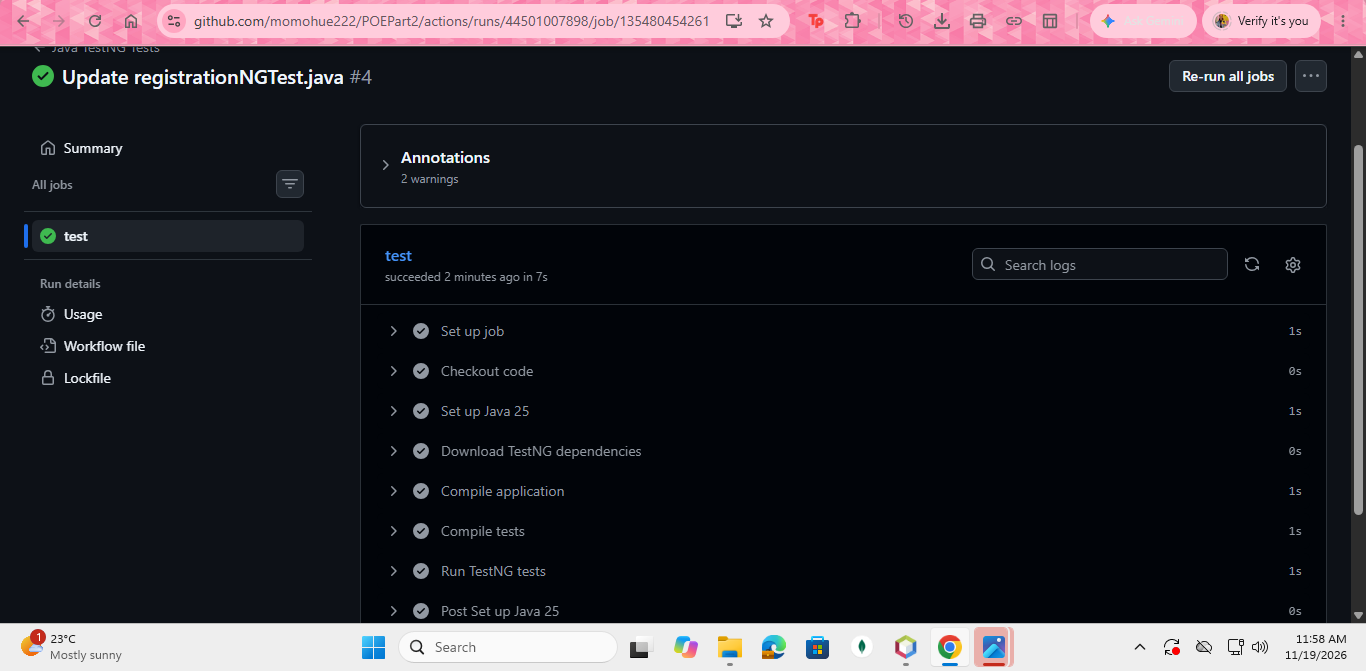 github.com/momohue222/POEPart2/actions/runs/44501007898/job/135480454261
Tp
Ask Gemini
Verify it's you
← Java TestNG Tests
Update registrationNGTest.java #4
Re-run all jobs
Summary
All jobs
test
Run details
Usage
Workflow file
Lockfile
Annotations
2 warnings
test
succeeded 2 minutes ago in 7s
Search logs
Set up job 1s
Checkout code 0s
Set up Java 25 1s
Download TestNG dependencies 0s
Compile application 1s
Compile tests 1s
Run TestNG tests 1s
Post Set up Java 25 0s
1
23°C
Mostly sunny
Search
11:58 AM
11/19/2026